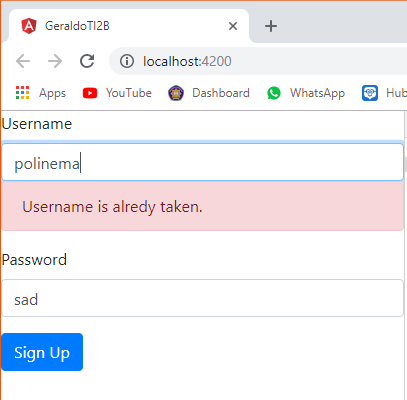 GeraldoTI2B
localhost:4200
Apps YouTube Dashboard WhatsApp Hub
Username
polinema
Username is alredy taken.
Password
sad
Sign Up